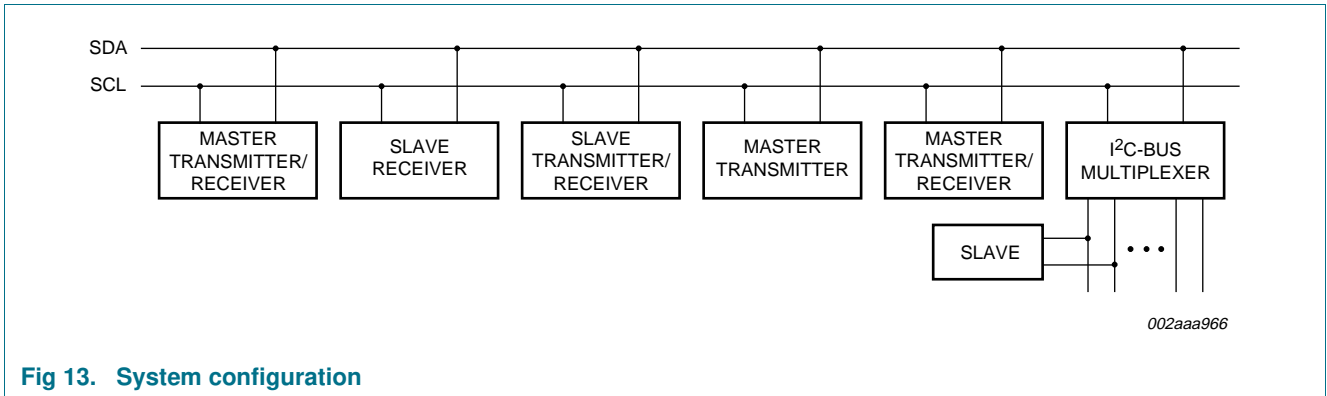 SDA
SCL
MASTER
TRANSMITTER/
RECEIVER
SLAVE
RECEIVER
SLAVE
TRANSMITTER/
RECEIVER
MASTER
TRANSMITTER
MASTER
TRANSMITTER/
RECEIVER
I2C-BUS
MULTIPLEXER
SLAVE
002aaa966
Fig 13. System configuration